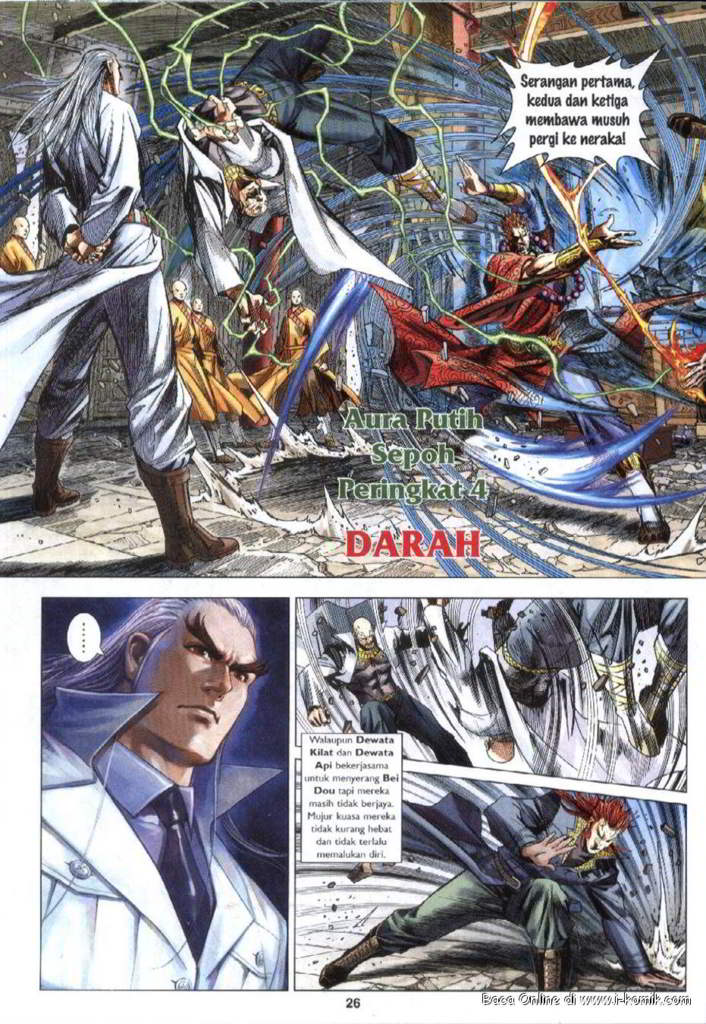 Serangan pertama,
kedua dan ketiga
membawa musuh
pergi ke neraka!
Aura Putih
Sepoh
Peringkat 4
DARAH
......
Walaupun Dewata
Kilat dan Dewata
Api bekerjasama
untuk menyerang Bei
Dou tapi mereka
masih tidak berjaya.
Mujur kuasa mereka
tidak kurang hebat
dan tidak terlalu
memalukan diri.
26
Baca Online di www.i-komik.com